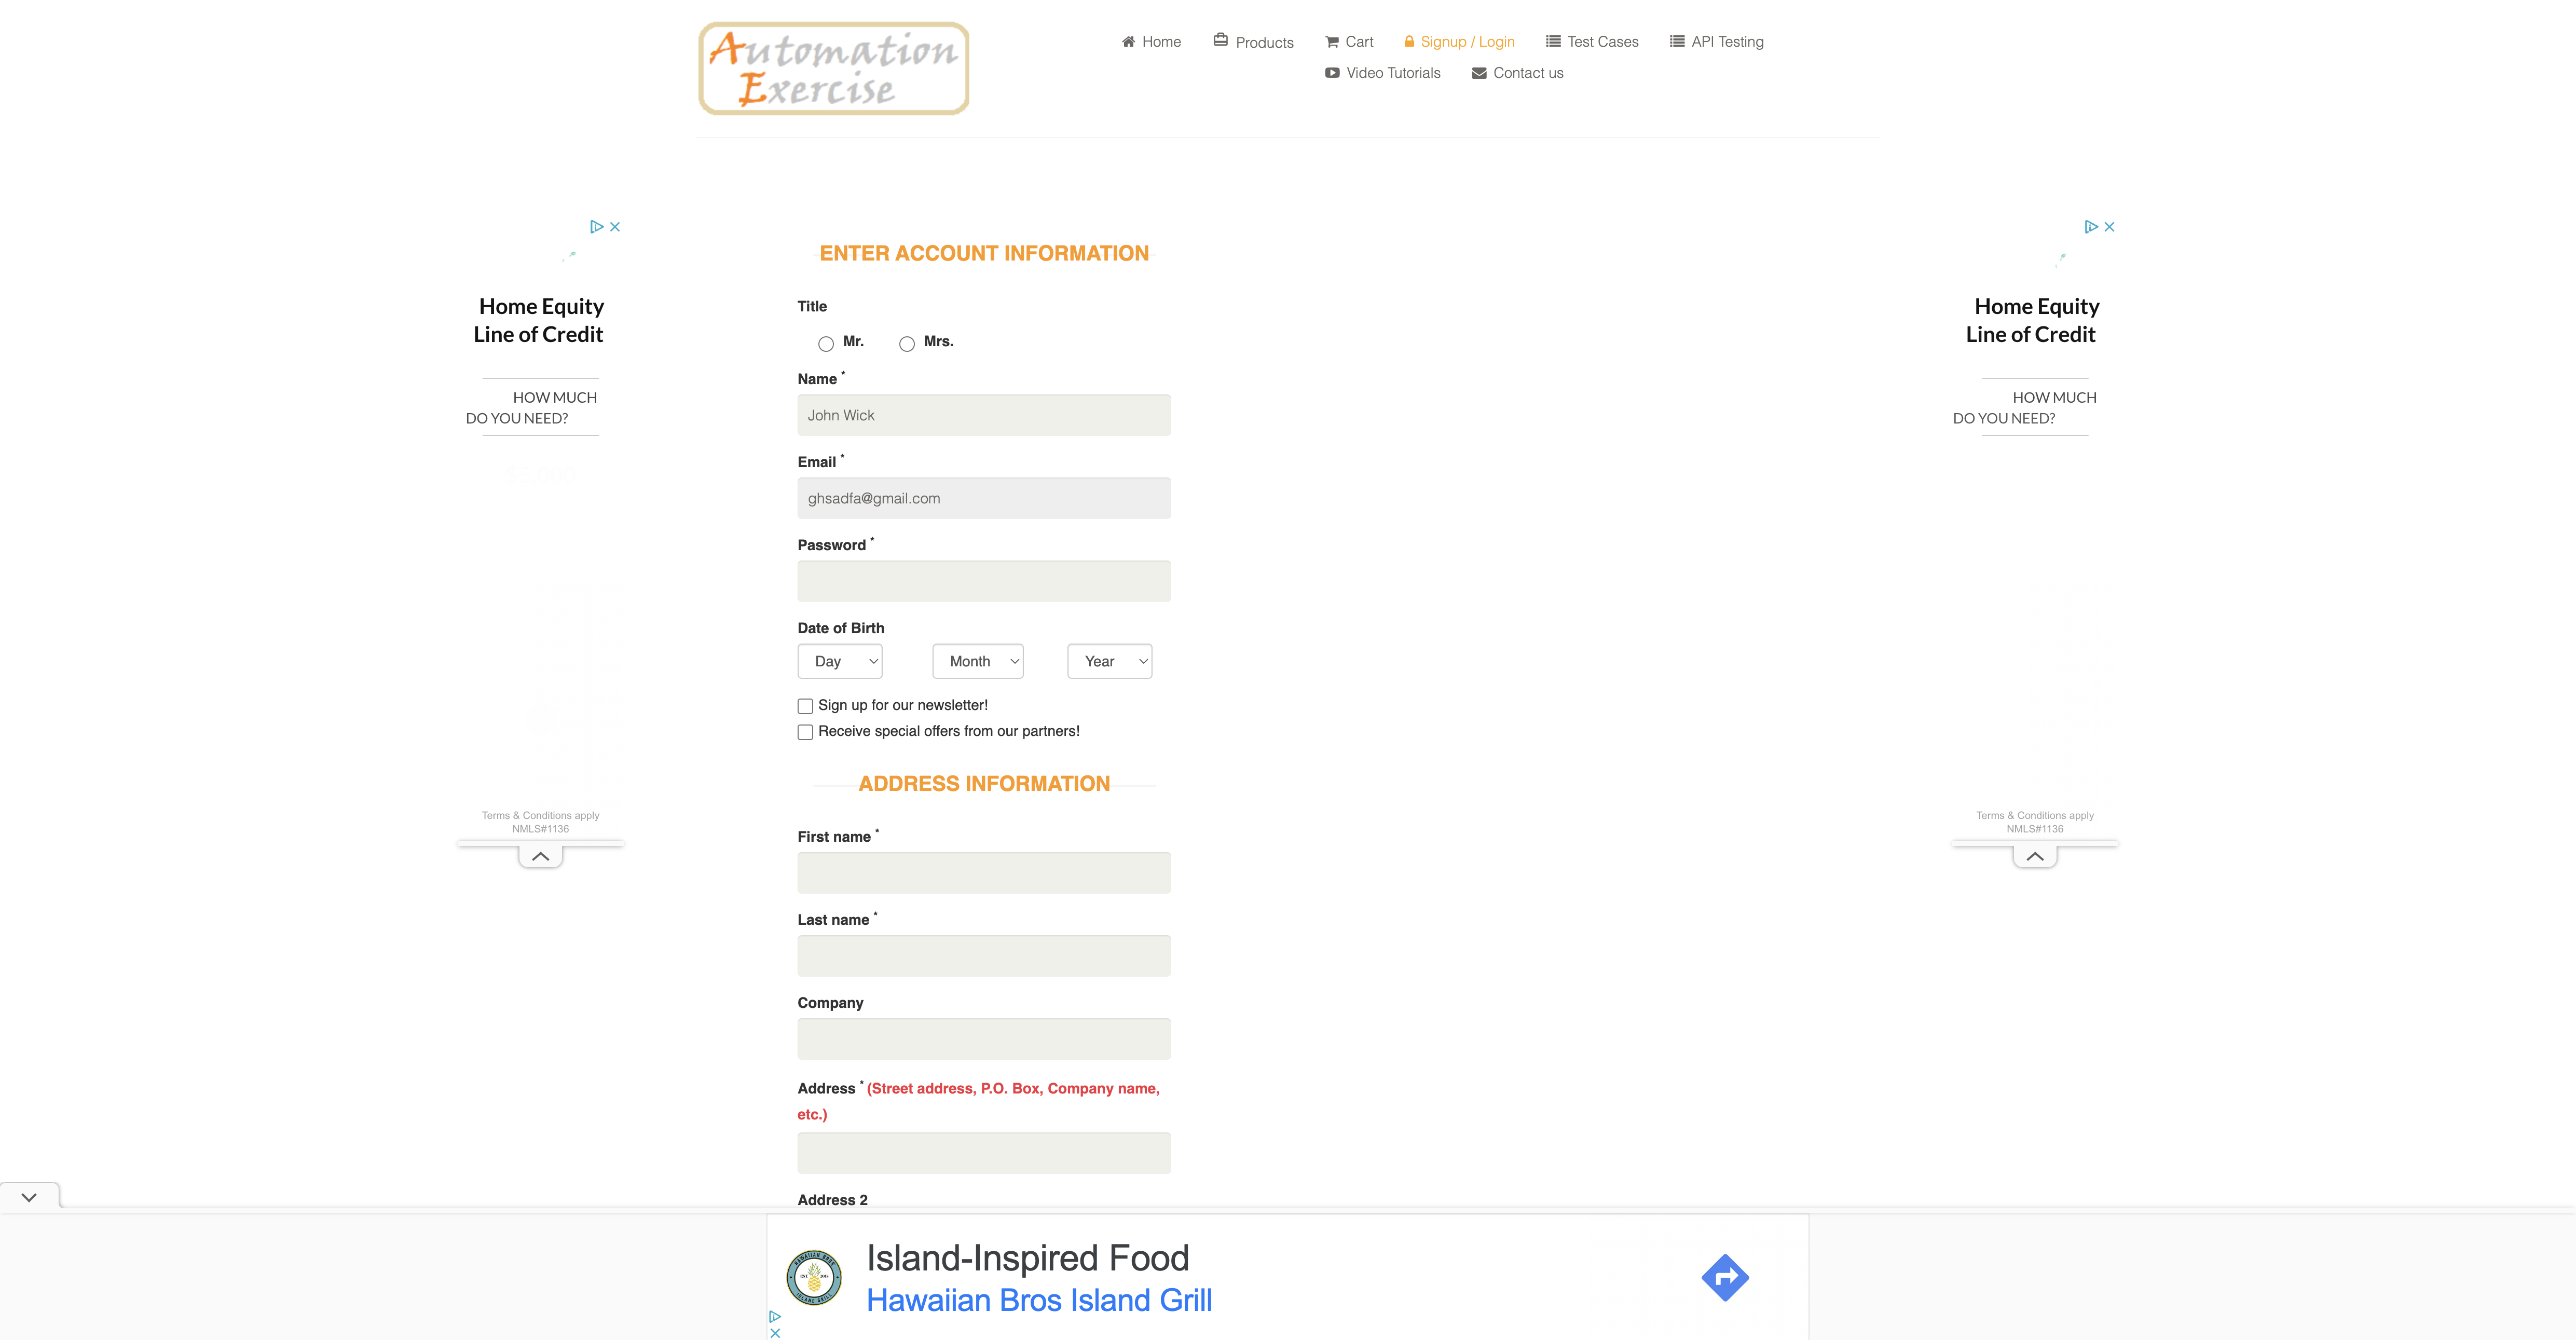 Automation
Exercise
Home
Products
Cart
Signup / Login
Test Cases
API Testing
Video Tutorials
Contact us
Home Equity
Line of Credit
HOW MUCH
DO YOU NEED?
Terms & Conditions apply
NMLS#1136
ENTER ACCOUNT INFORMATION
Title
Mr.
Mrs.
Name *
John Wick
Email *
ghsadfa@gmail.com
Password *
Date of Birth
Day
Month
Year
Sign up for our newsletter!
Receive special offers from our partners!
ADDRESS INFORMATION
First name *
Last name *
Company
Address * (Street address, P.O. Box, Company name,
etc.)
Address 2
Home Equity
Line of Credit
HOW MUCH
DO YOU NEED?
Terms & Conditions apply
NMLS#1136
HAWAIIAN BROS
ISLAND GRILL
Island-Inspired Food
Hawaiian Bros Island Grill